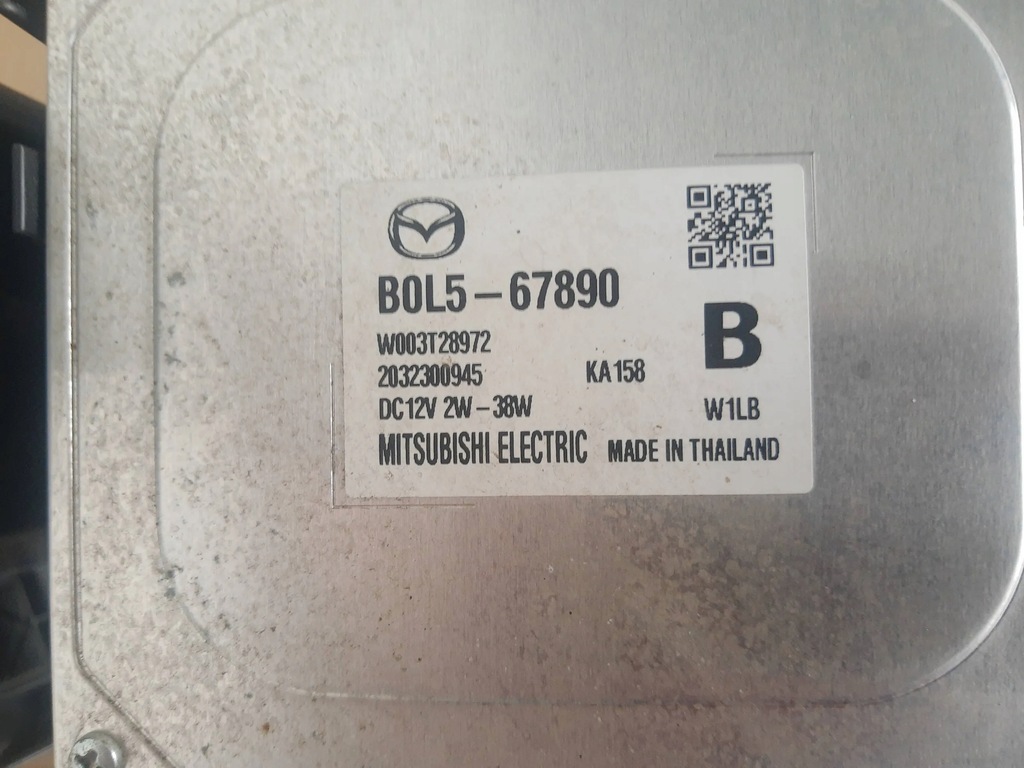 B0L5-67890
B
W003T28972
2032300945 KA158
DC12V 2W-38W W1LB
MITSUBISHI ELECTRIC MADE IN THAILAND